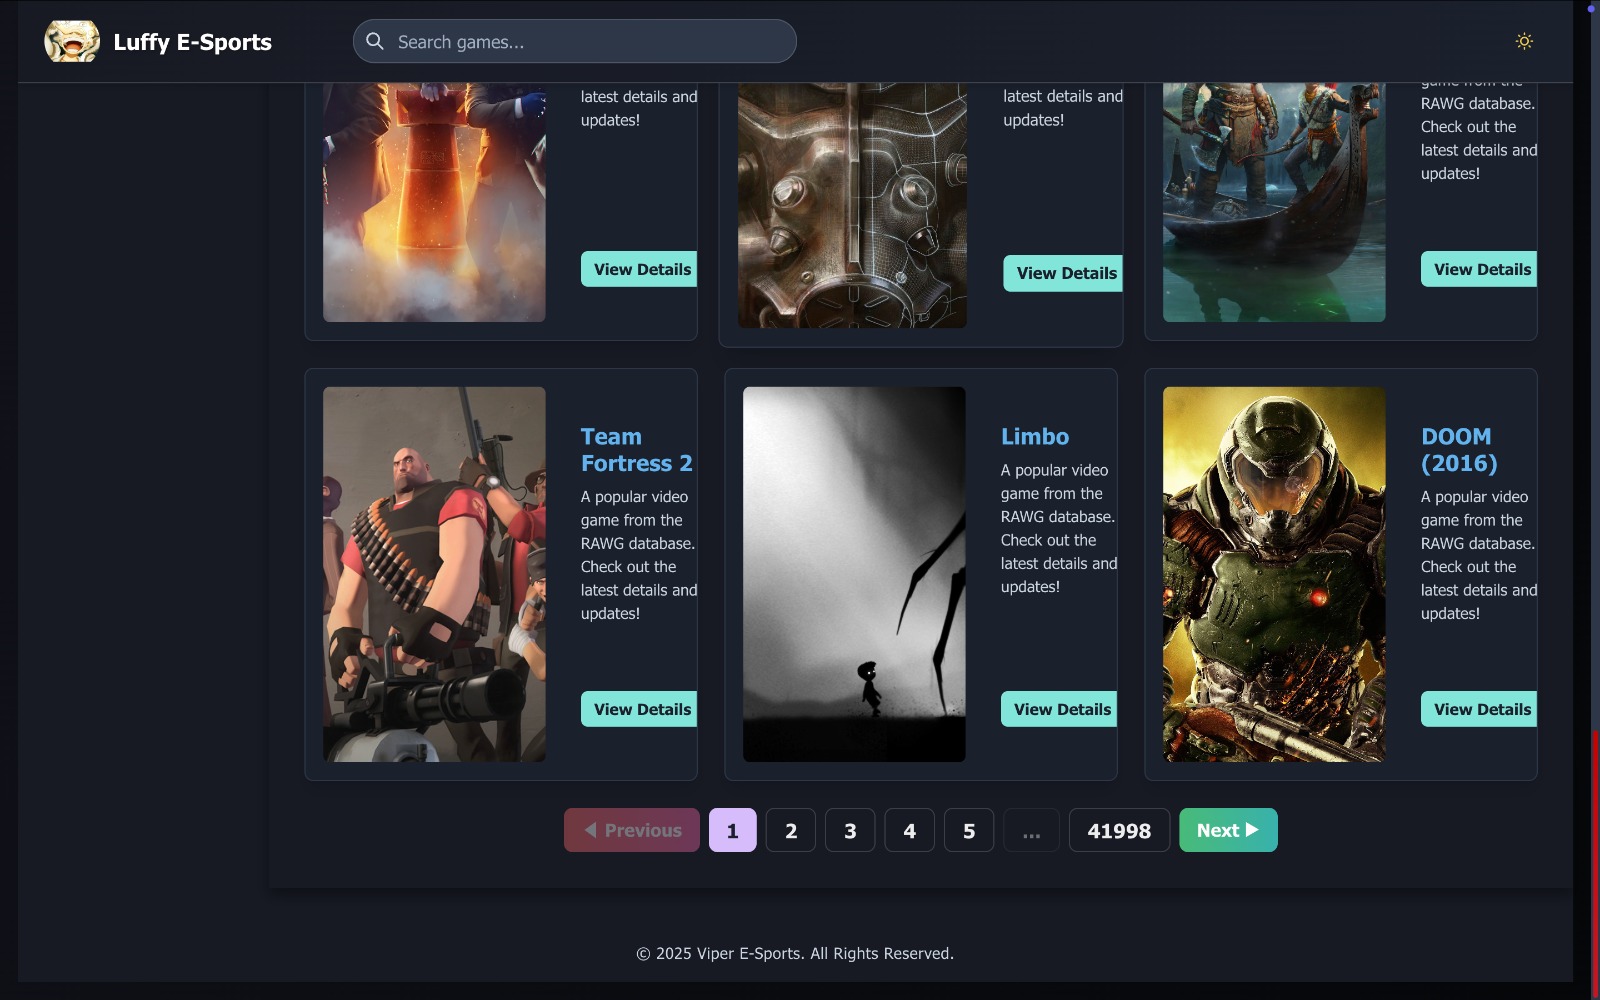 Luffy E-Sports
Search games...
latest details and
updates!
View Details
latest details and
updates!
View Details
game from the
RAWG database.
Check out the
latest details and
updates!
View Details
Team
Fortress 2
A popular video
game from the
RAWG database.
Check out the
latest details and
updates!
View Details
Limbo
A popular video
game from the
RAWG database.
Check out the
latest details and
updates!
View Details
DOOM
(2016)
A popular video
game from the
RAWG database.
Check out the
latest details and
updates!
View Details
◀ Previous 1 2 3 4 5 ... 41998 Next ▶
© 2025 Viper E-Sports. All Rights Reserved.